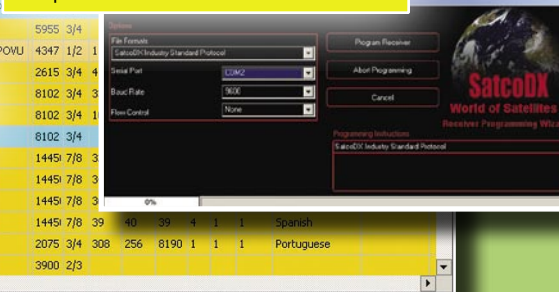 5955 3/4
POVU 4347 1/2 1
2615 3/4 4
8102 3/4 3
8102 3/4 1
8102 3/4
1445 7/8 3
1445 7/8 3
1445 7/8 3
1445 7/8 39 40 39 4 1 1 Spanish
2075 3/4 308 256 8190 1 1 1 Portuguese
3900 2/3
Options
File Formats
SatcoDX Industry Standard Protocol
Serial Port COM2
Baud Rate 9600
Flow Control None
Program Receiver
Abort Programming
Cancel
SatcoDX
World of Satellites
Receiver Programming
Programming Instructions
SatcoDX Industry Standard Protocol
0%